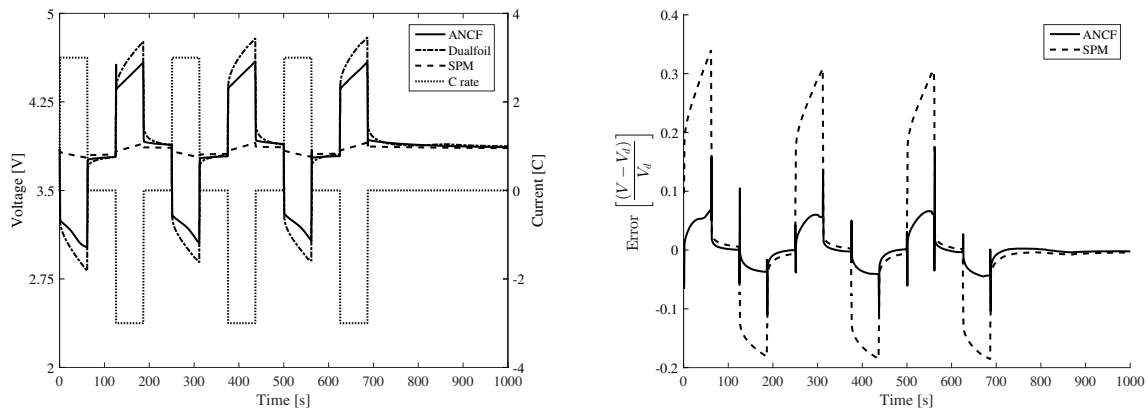 5
4.25
3.5
2.75
2
Voltage [V]
4
2
0
-2
-4
Current [C]
0 100 200 300 400 500 600 700 800 900 1000
Time [s]
ANCF
Dualfoil
SPM
C rate
0.4
0.3
0.2
0.1
0
-0.1
-0.2
Error [(V − V_d) / V_d]
0 100 200 300 400 500 600 700 800 900 1000
Time [s]
ANCF
SPM